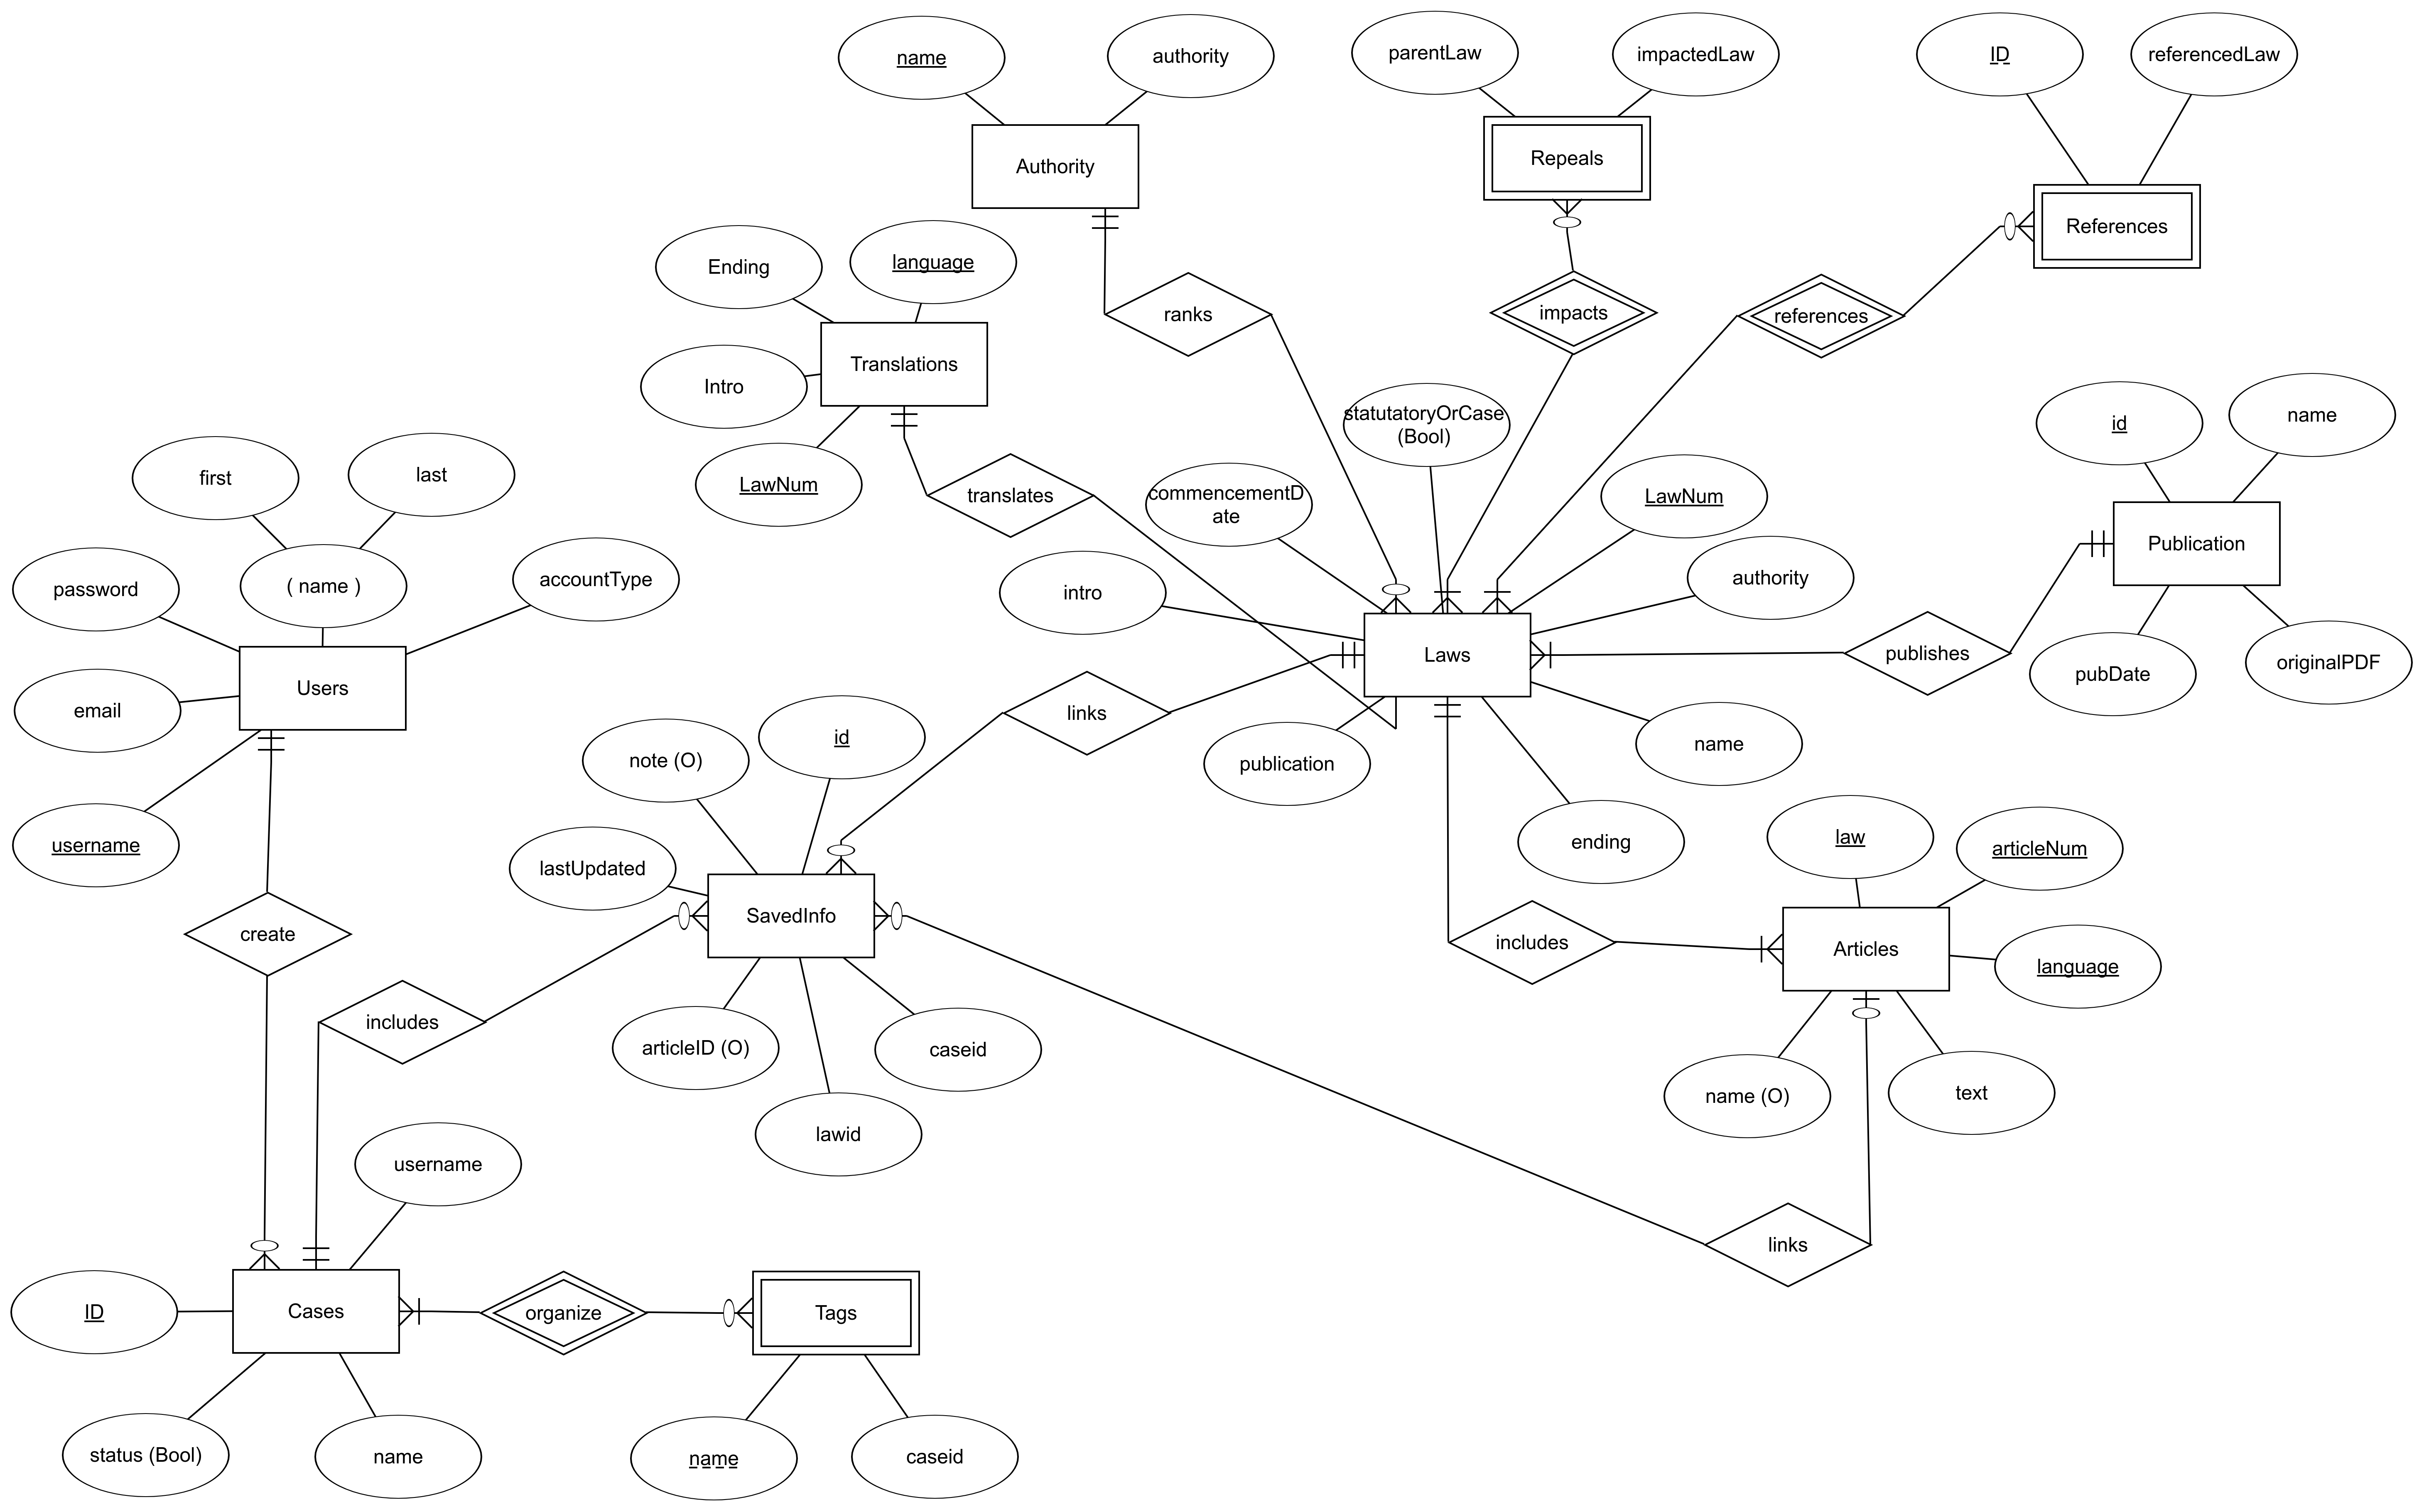 name
authority
parentLaw
impactedLaw
ID
referencedLaw
Authority
Repeals
References
Ending
language
ranks
impacts
references
Translations
Intro
LawNum
translates
statutatoryOrCase
(Bool)
commencementD
ate
LawNum
id
name
first
last
password
( name )
accountType
intro
authority
Publication
Users
Laws
publishes
email
note (O)
id
links
publication
name
pubDate
originalPDF
username
lastUpdated
ending
law
articleNum
create
SavedInfo
includes
Articles
language
includes
articleID (O)
caseid
name (O)
text
lawid
username
links
ID
Cases
organize
Tags
status (Bool)
name
name
caseid